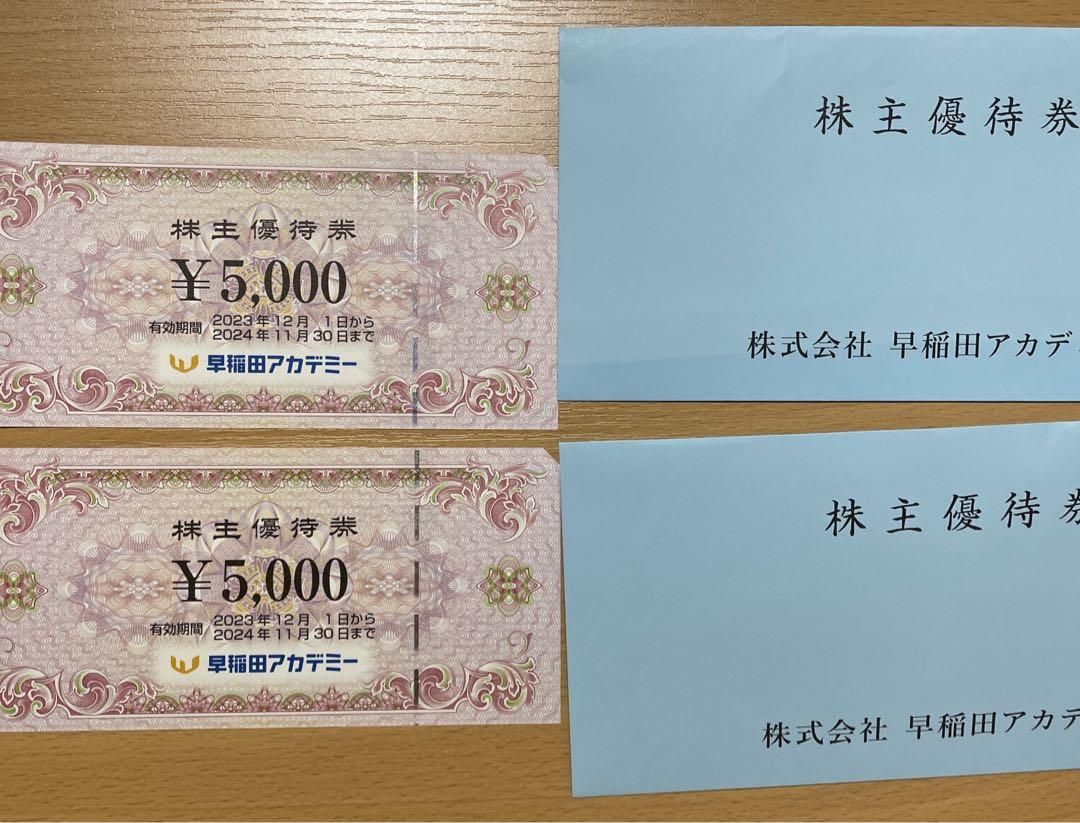 株主優待券
¥5,000
有効期間 2023年12月 1日から
2024年11月30日まで
早稲田アカデミー
株主優待券
株式会社 早稲田アカデ
株主優待券
¥5,000
有効期間 2023年12月 1日から
2024年11月30日まで
早稲田アカデミー
株主優待
株式会社 早稲田アカデ